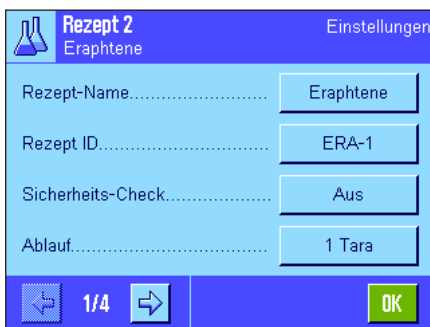 Rezept 2 Einstellungen
Eraphtene
Rezept-Name........................ Eraphtene
Rezept ID............................. ERA-1
Sicherheits-Check................... Aus
Ablauf.................................. 1 Tara
1/4 OK